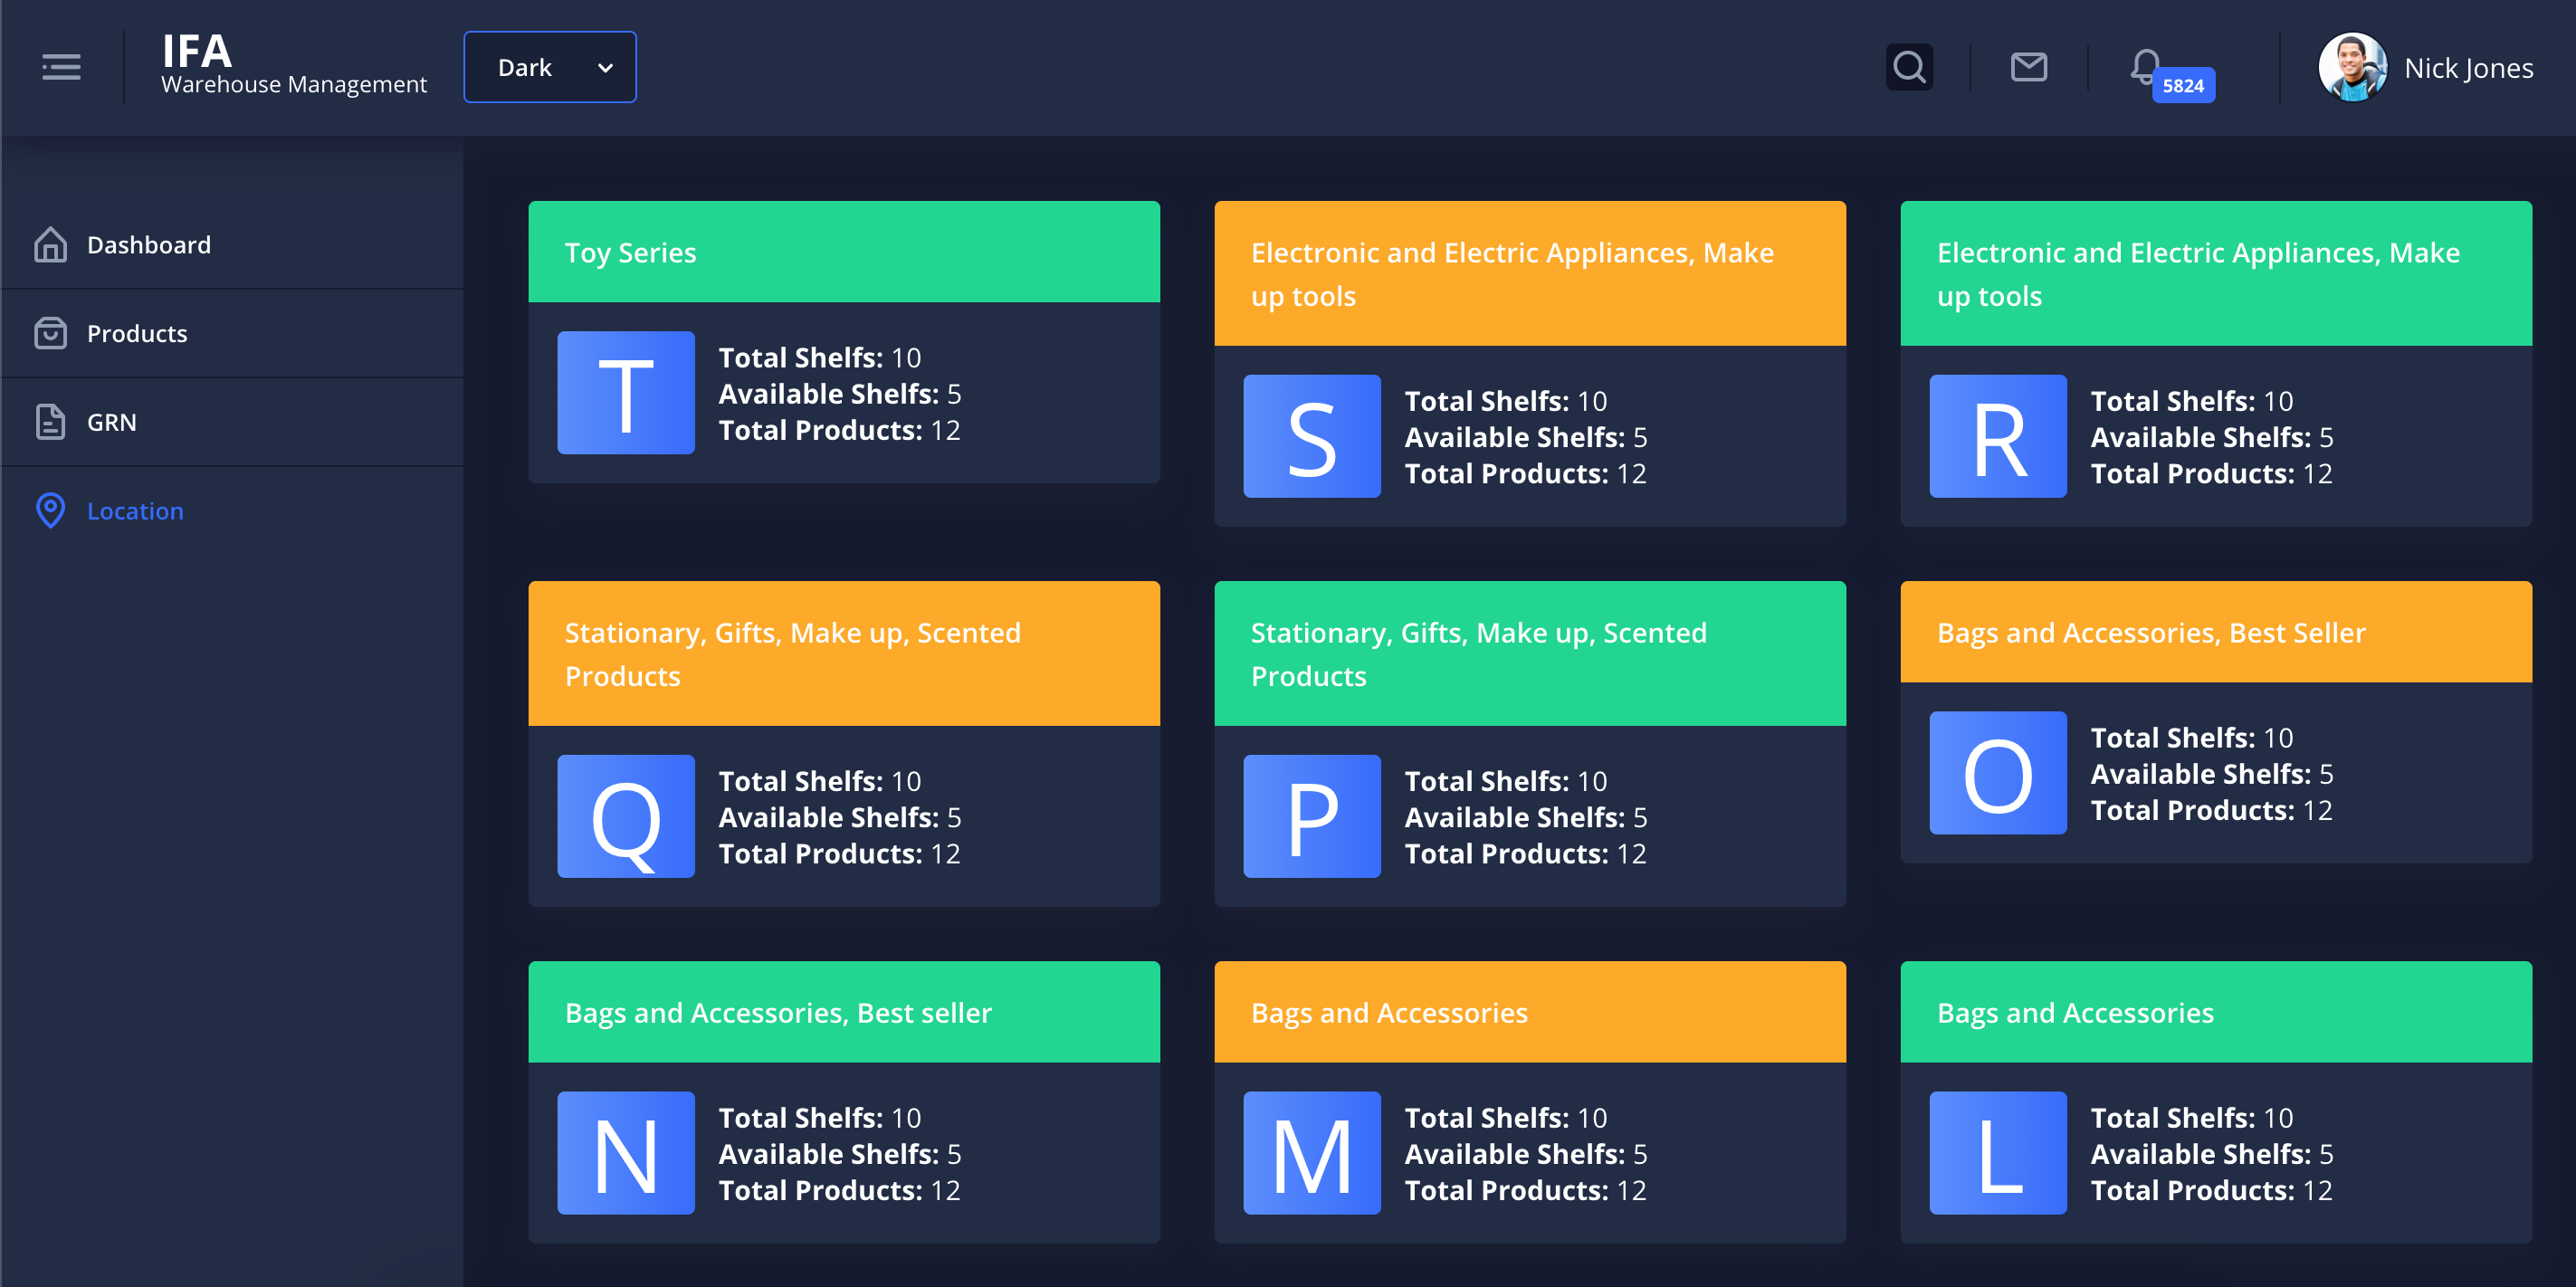 IFA
Warehouse Management
Dark
5824
Nick Jones
Dashboard
Products
GRN
Location
Toy Series
T
Total Shelfs: 10
Available Shelfs: 5
Total Products: 12
Electronic and Electric Appliances, Make
up tools
S
Total Shelfs: 10
Available Shelfs: 5
Total Products: 12
Electronic and Electric Appliances, Make
up tools
R
Total Shelfs: 10
Available Shelfs: 5
Total Products: 12
Stationary, Gifts, Make up, Scented
Products
Q
Total Shelfs: 10
Available Shelfs: 5
Total Products: 12
Stationary, Gifts, Make up, Scented
Products
P
Total Shelfs: 10
Available Shelfs: 5
Total Products: 12
Bags and Accessories, Best Seller
O
Total Shelfs: 10
Available Shelfs: 5
Total Products: 12
Bags and Accessories, Best seller
N
Total Shelfs: 10
Available Shelfs: 5
Total Products: 12
Bags and Accessories
M
Total Shelfs: 10
Available Shelfs: 5
Total Products: 12
Bags and Accessories
L
Total Shelfs: 10
Available Shelfs: 5
Total Products: 12